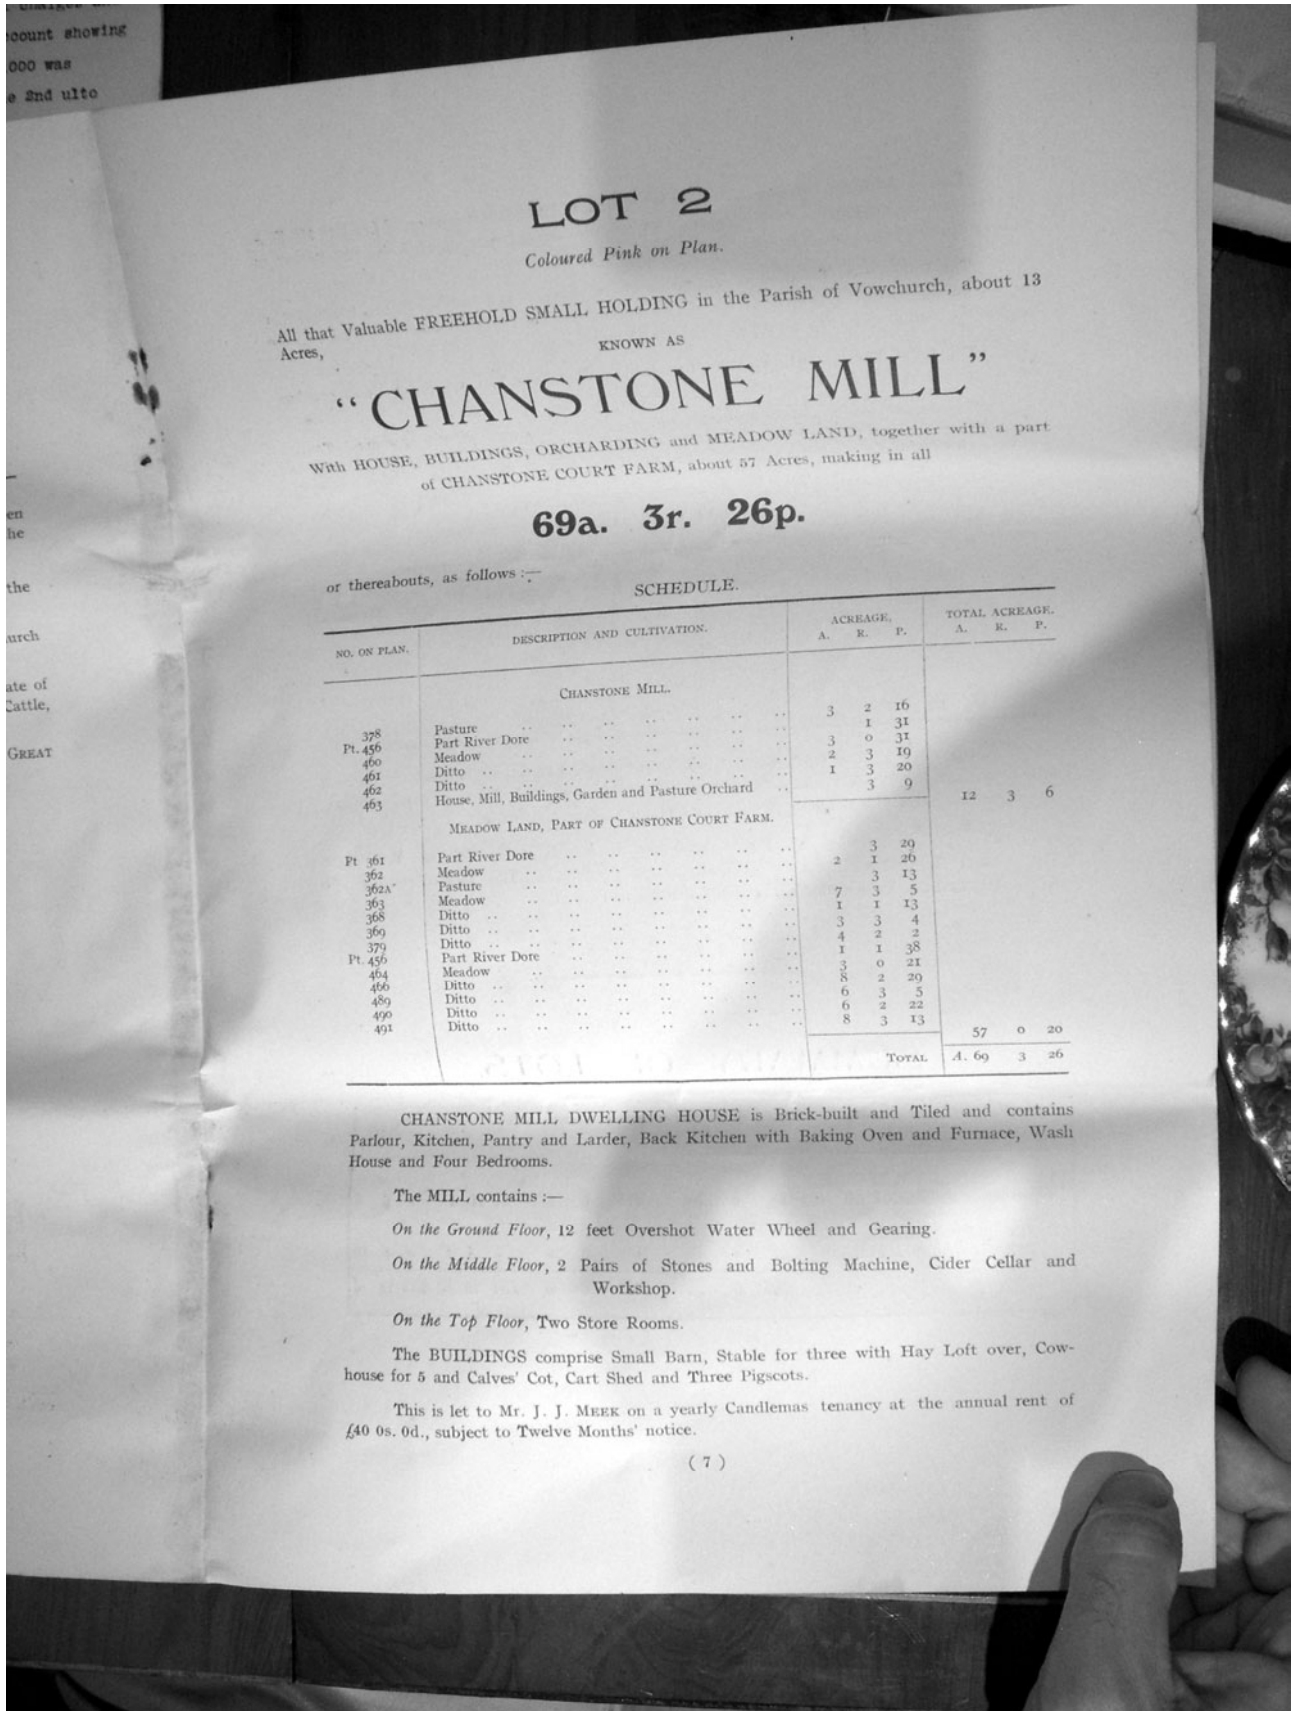 count showing
000 was
e 2nd ulto
en
he
the
urch
ate of
Cattle,
GREAT
LOT 2
Coloured Pink on Plan.
All that Valuable FREEHOLD SMALL HOLDING in the Parish of Vowchurch, about 13
Acres,
KNOWN AS
"CHANSTONE MILL"
With HOUSE, BUILDINGS, ORCHARDING and MEADOW LAND, together with a part
of CHANSTONE COURT FARM, about 57 Acres, making in all
69a. 3r. 26p.
or thereabouts, as follows :—
SCHEDULE.
NO. ON PLAN. DESCRIPTION AND CULTIVATION. ACREAGE. TOTAL ACREAGE.
A. R. P. A. R. P.
CHANSTONE MILL.
378 Pasture .. .. .. .. .. .. .. 3 2 16
Pt. 456 Part River Dore .. .. .. .. .. .. 1 31
460 Meadow .. .. .. .. .. .. .. 3 0 31
461 Ditto .. .. .. .. .. .. .. 2 3 19
462 Ditto .. .. .. .. .. .. .. 1 3 20
463 House, Mill, Buildings, Garden and Pasture Orchard .. 3 9
12 3 6
MEADOW LAND, PART OF CHANSTONE COURT FARM.
Pt 361 Part River Dore .. .. .. .. .. .. 3 29
362 Meadow .. .. .. .. .. .. .. 2 1 26
362A Pasture .. .. .. .. .. .. .. 3 13
363 Meadow .. .. .. .. .. .. .. 7 3 5
368 Ditto .. .. .. .. .. .. .. .. 1 1 13
369 Ditto .. .. .. .. .. .. .. .. 3 3 4
379 Ditto .. .. .. .. .. .. .. .. 4 2 2
Pt. 456 Part River Dore .. .. .. .. .. .. 1 1 38
464 Meadow .. .. .. .. .. .. .. 3 0 21
466 Ditto .. .. .. .. .. .. .. .. 8 2 29
489 Ditto .. .. .. .. .. .. .. .. 6 3 5
490 Ditto .. .. .. .. .. .. .. .. 6 2 22
491 Ditto .. .. .. .. .. .. .. .. 8 3 13
57 0 20
TOTAL A. 69 3 26
CHANSTONE MILL DWELLING HOUSE is Brick-built and Tiled and contains
Parlour, Kitchen, Pantry and Larder, Back Kitchen with Baking Oven and Furnace, Wash
House and Four Bedrooms.
The MILL contains :—
On the Ground Floor, 12 feet Overshot Water Wheel and Gearing.
On the Middle Floor, 2 Pairs of Stones and Bolting Machine, Cider Cellar and
Workshop.
On the Top Floor, Two Store Rooms.
The BUILDINGS comprise Small Barn, Stable for three with Hay Loft over, Cow-
house for 5 and Calves' Cot, Cart Shed and Three Pigscots.
This is let to Mr. J. J. MEEK on a yearly Candlemas tenancy at the annual rent of
£40 0s. 0d., subject to Twelve Months' notice.
( 7 )